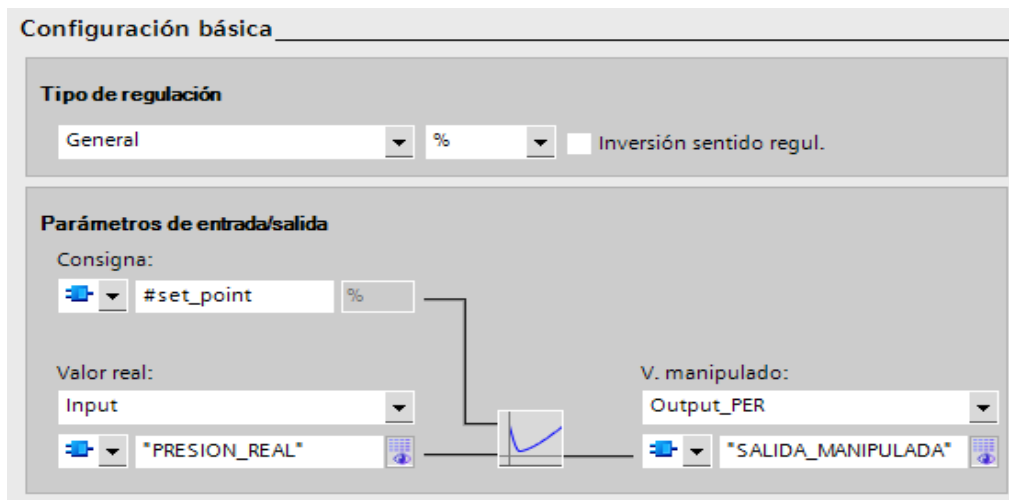 Configuración básica
Tipo de regulación
General
%
Inversión sentido regul.
Parámetros de entrada/salida
Consigna:
#set_point
%
Valor real:
V. manipulado:
Input
Output_PER
"PRESION_REAL"
"SALIDA_MANIPULADA"